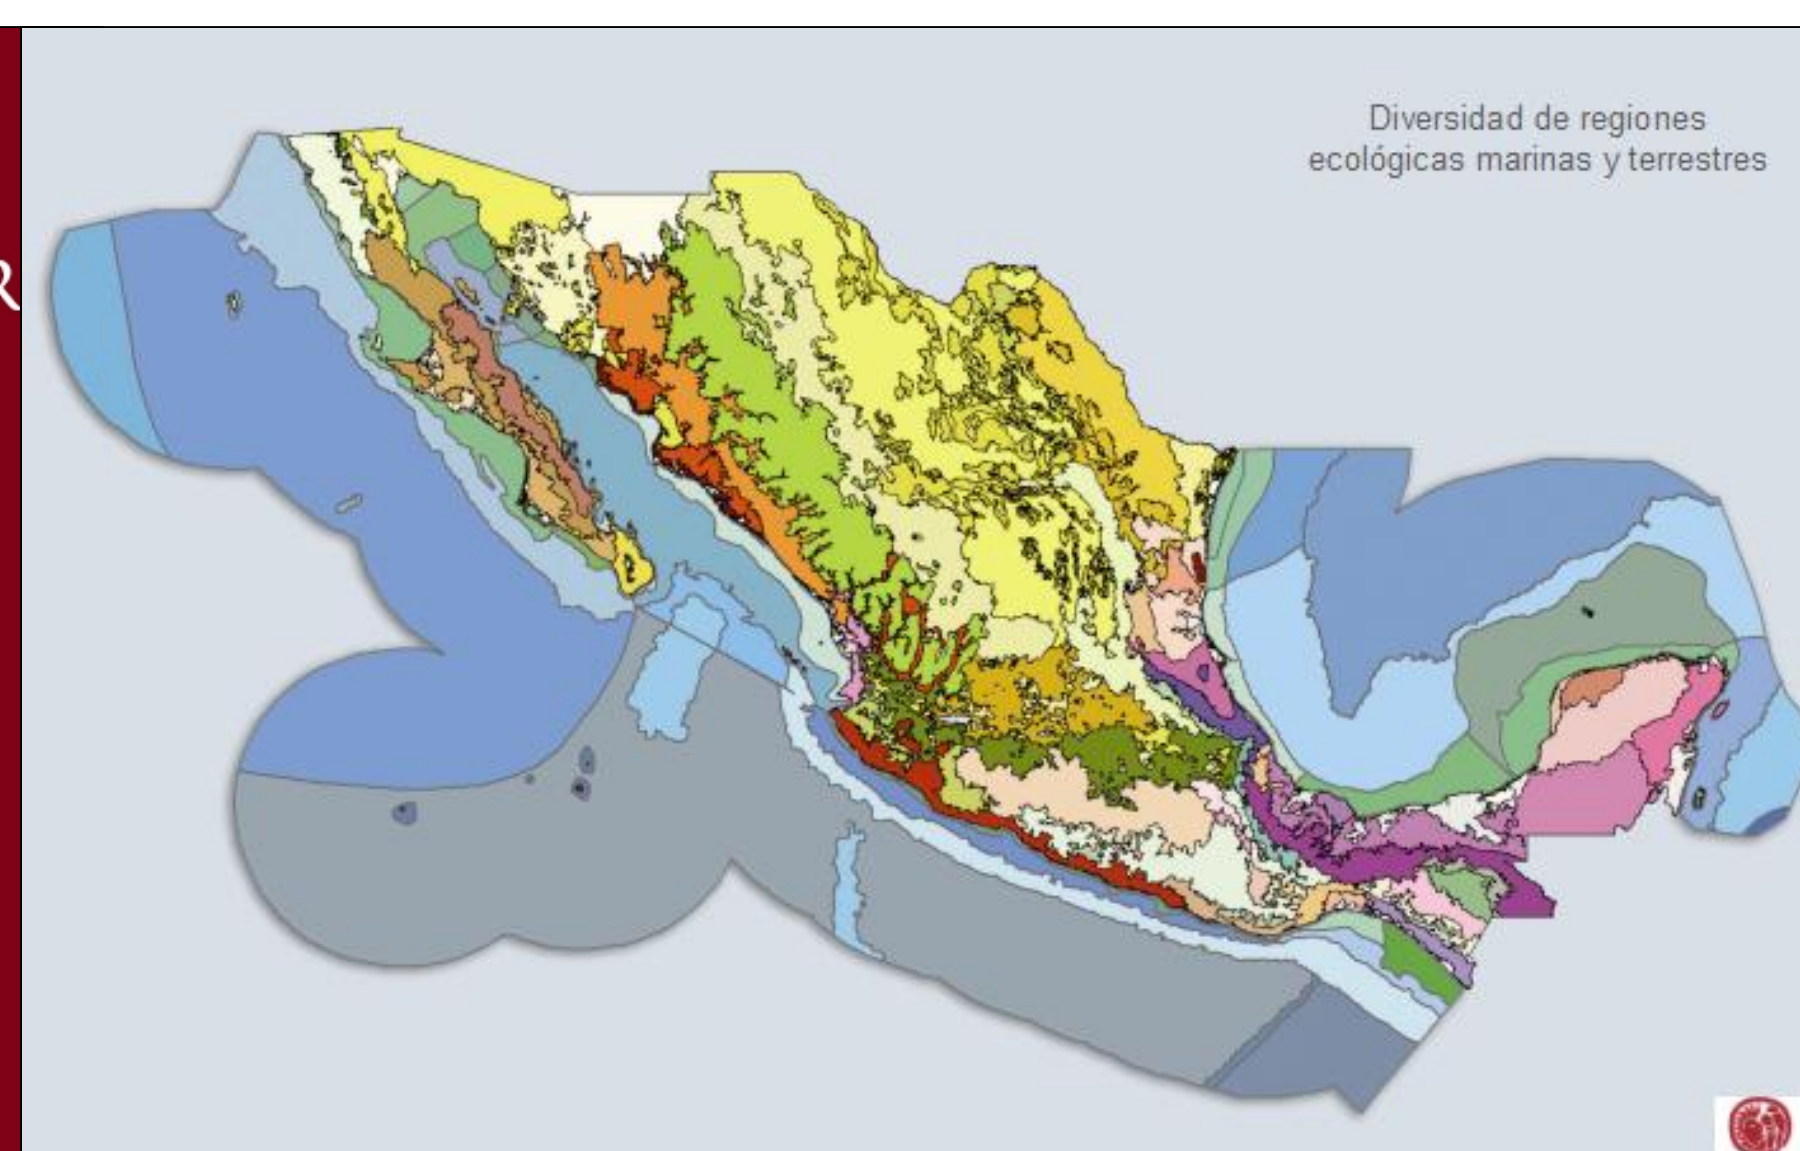 Diversidad de regiones
ecológicas marinas y terrestres
R